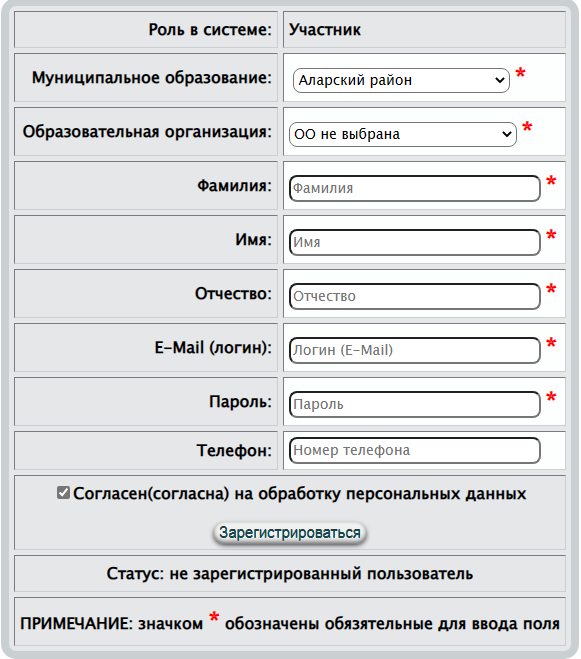 Роль в системе: Участник
Муниципальное образование: Аларский район *
Образовательная организация: ОО не выбрана *
Фамилия: Фамилия *
Имя: Имя *
Отчество: Отчество *
E-Mail (логин): Логин (E-Mail) *
Пароль: Пароль *
Телефон: Номер телефона
Согласен(согласна) на обработку персональных данных
Зарегистрироваться
Статус: не зарегистрированный пользователь
ПРИМЕЧАНИЕ: значком * обозначены обязятельные для ввода поля